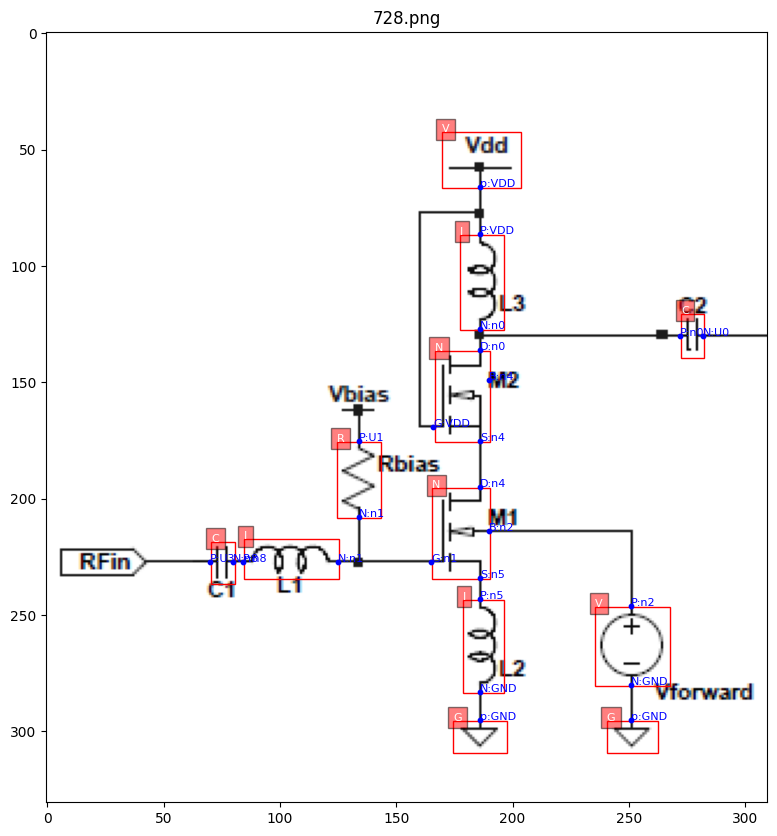 728.png
0
V
Vdd
50
p:VDD
I
P:VDD
100
L3
C2
N:n0
P:n0
N:U0
N
D:n0
M2
150
Vbias
G:VDD
R
P:U1
S:n4
Rbias
N
D:n4
200
N:n1
M1
B:n2
C
I
RFin
P:U3
N:n8
P:n8
N:n1
G:n1
C1
L1
S:n5
I
P:n5
V
P:n2
250
L2
N:GND
N:GND
Vforward
G
p:GND
G
p:GND
300
0
50
100
150
200
250
300